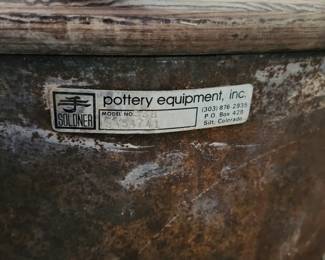 pottery equipment, inc.
SOLDNER
MODEL NO.
(303) 876-2935
P.O. Box 428
Silt, Colorado